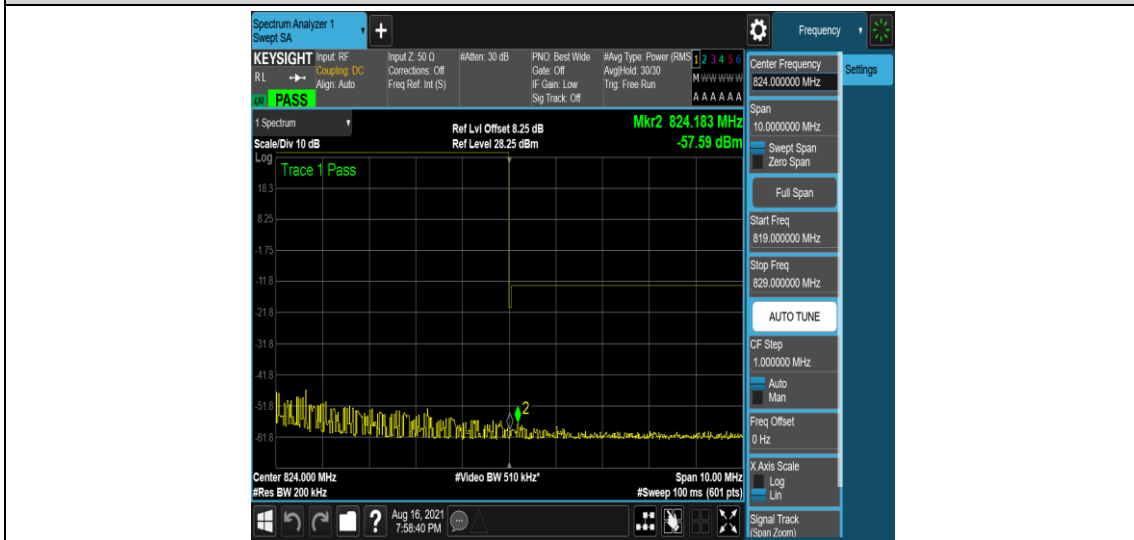 Spectrum Analyzer 1
Swept SA
+
Frequency
KEYSIGHT Input: RF
Coupling: DC
Align: Auto
Input Z: 50 Ω
Corrections: Off
Freq Ref: Int (S)
#Atten: 30 dB
PNO: Best Wide
Gate: Off
IF Gain: Low
Sig Track: Off
#Avg Type: Power (RMS
Avg|Hold: 30/30
Trig: Free Run
1 2 3 4 5 6
M W W W W W
A A A A A A
R L
PASS
1 Spectrum
Scale/Div 10 dB
Ref Lvl Offset 8.25 dB
Ref Level 28.25 dBm
Mkr2 824.183 MHz
-57.59 dBm
Log
Trace 1 Pass
18.3
8.25
-1.75
-11.8
-21.8
-31.8
-41.8
-51.8
-61.8
2
Center 824.000 MHz
#Res BW 200 kHz
#Video BW 510 kHz*
Span 10.00 MHz
#Sweep 100 ms (601 pts)
?
Aug 16, 2021
7:58:40 PM
Center Frequency
824.000000 MHz
Settings
Span
10.0000000 MHz
Swept Span
Zero Span
Full Span
Start Freq
819.000000 MHz
Stop Freq
829.000000 MHz
AUTO TUNE
CF Step
1.000000 MHz
Auto
Man
Freq Offset
0 Hz
X Axis Scale
Log
Lin
Signal Track
(Span Zoom)